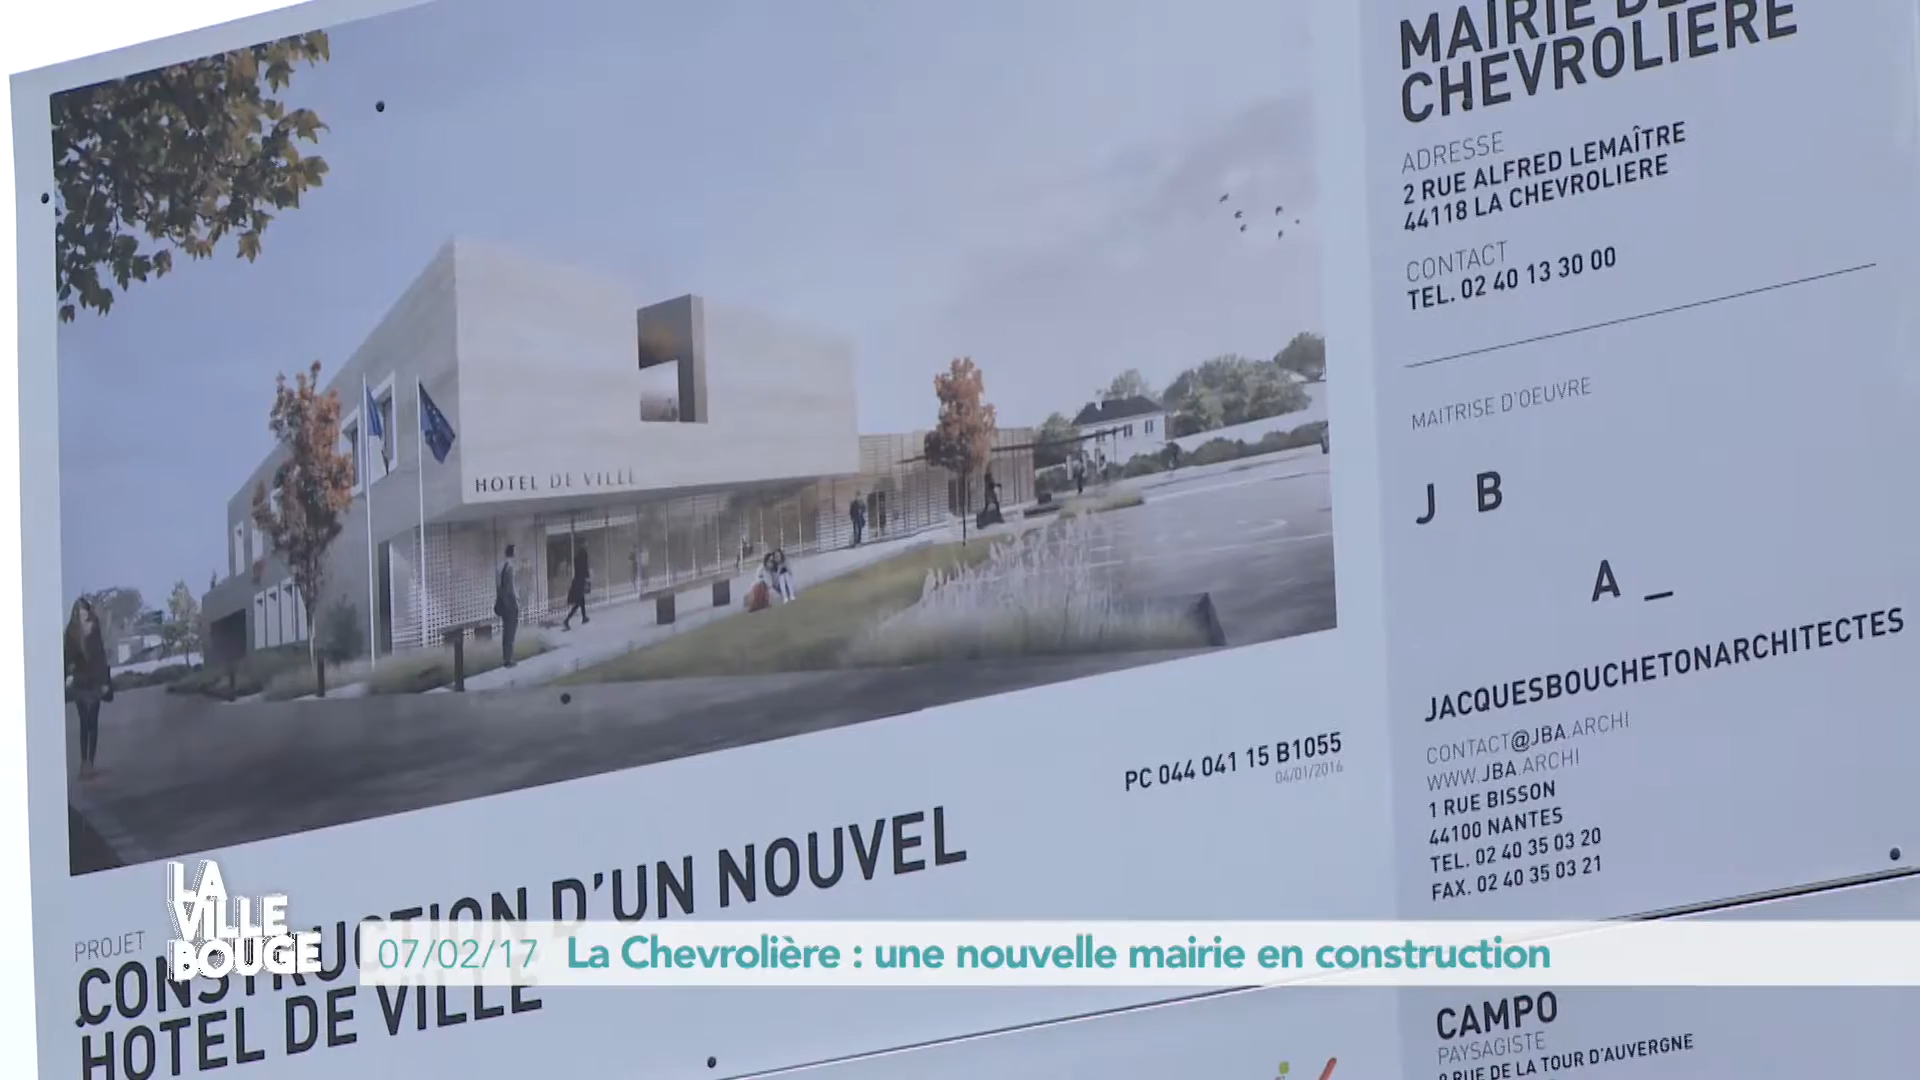 MAIRIE DE
CHEVROLIERE
ADRESSE
2 RUE ALFRED LEMAÎTRE
44118 LA CHEVROLIERE
CONTACT
TEL. 02 40 13 30 00
MAITRISE D'OEUVRE
J B
A _
JACQUESBOUCHETONARCHITECTES
CONTACT@JBA.ARCHI
WWW.JBA.ARCHI
1 RUE BISSON
44100 NANTES
TEL. 02 40 35 03 20
FAX. 02 40 35 03 21
CAMPO
PAYSAGISTE
RUE DE LA TOUR D'AUVERGNE
HOTEL DE VILLE
PC 044 041 15 B1055
04/01/2016
PROJET
CONSTRUCTION D'UN NOUVEL
HOTEL DE VILLE
LA
VILLE
BOUGE
07/02/17 La Chevrolière : une nouvelle mairie en construction